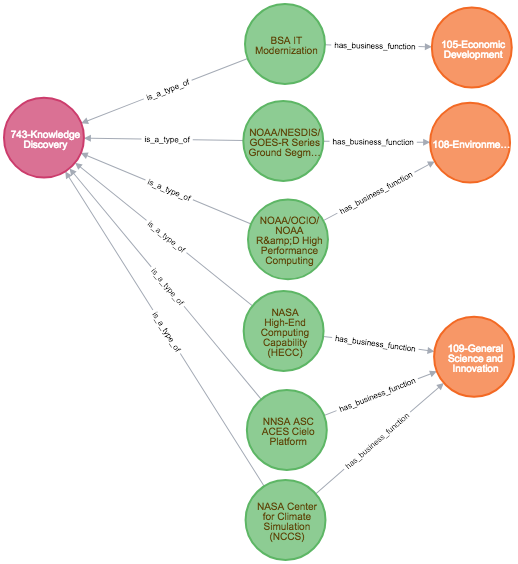 BSA IT
Modernization
has_business_function
105-Economic
Development
is_a_type_of
743-Knowledge
Discovery
is_a_type_of
NOAA/NESDIS/
GOES-R Series
Ground Segm...
has_business_function
106-Environme...
is_a_type_of
has_business_function
NOAA/OCIO/
NOAA
R&amp;D High
Performance
Computing
is_a_type_of
NASA
High-End
Computing
Capability
(HECC)
has_business_function
109-General
Science and
Innovation
is_a_type_of
has_business_function
NNSA ASC
ACES Cielo
Platform
is_a_type_of
has_business_function
NASA Center
for Climate
Simulation
(NCCS)